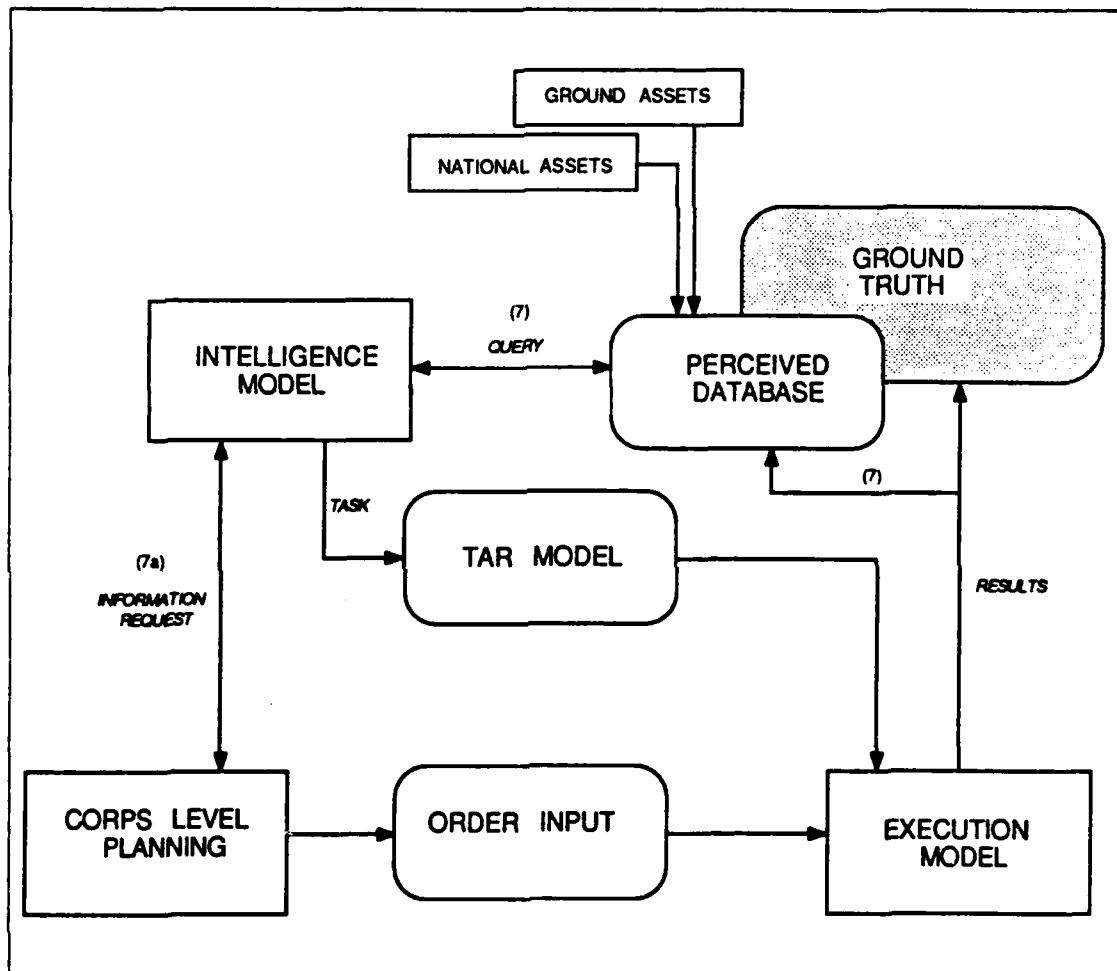 GROUND ASSETS
NATIONAL ASSETS
GROUND
TRUTH
(7)
QUERY
INTELLIGENCE
MODEL
PERCEIVED
DATABASE
(7)
TASK
TAR MODEL
(7a)
INFORMATION
REQUEST
RESULTS
CORPS LEVEL
PLANNING
ORDER INPUT
EXECUTION
MODEL